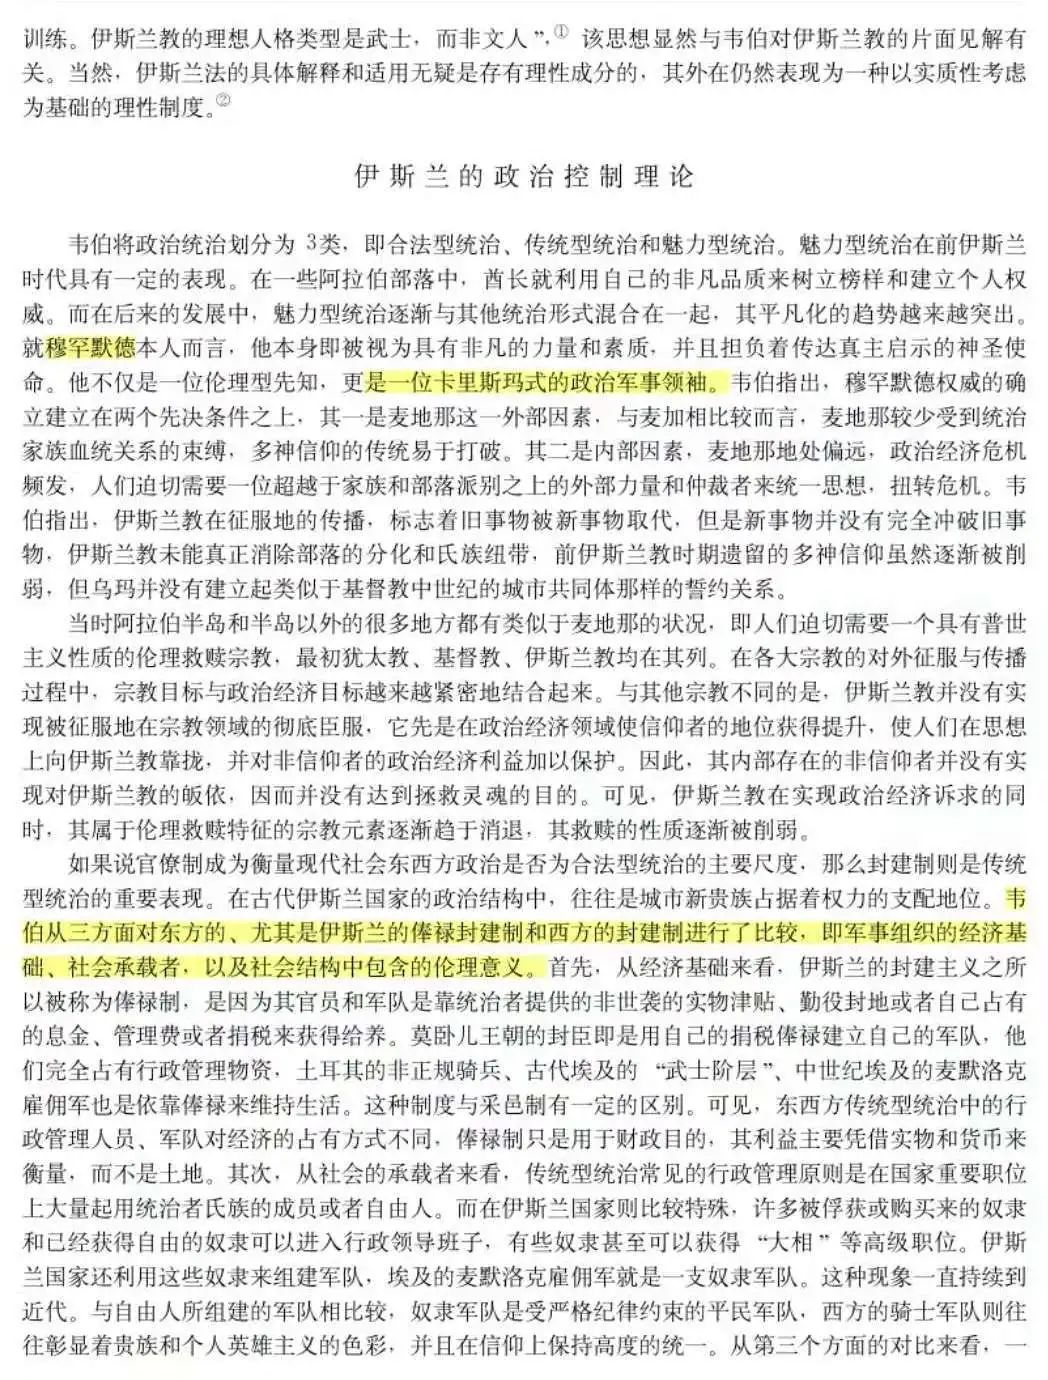 训练。伊斯兰教的理想人格类型是武士，而非文人”，① 该思想显然与韦伯对伊斯兰教的片面见解有
关。当然，伊斯兰法的具体解释和适用无疑是存有理性成分的，其外在仍然表现为一种以实质性考虑
为基础的理性制度。②
伊斯兰的政治控制理论
韦伯将政治统治划分为 3类，即合法型统治、传统型统治和魅力型统治。魅力型统治在前伊斯兰
时代具有一定的表现。在一些阿拉伯部落中，酋长就利用自己的非凡品质来树立榜样和建立个人权
威。而在后来的发展中，魅力型统治逐渐与其他统治形式混合在一起，其平凡化的趋势越来越突出。
就穆罕默德本人而言，他本身即被视为具有非凡的力量和素质，并且担负着传达真主启示的神圣使
命。他不仅是一位伦理型先知，更是一位卡里斯玛式的政治军事领袖。韦伯指出，穆罕默德权威的确
立建立在两个先决条件之上，其一是麦地那这一外部因素，与麦加相比较而言，麦地那较少受到统治
家族血统关系的束缚，多神信仰的传统易于打破。其二是内部因素，麦地那地处偏远，政治经济危机
频发，人们迫切需要一位超越于家族和部落派别之上的外部力量和仲裁者来统一思想，扭转危机。韦
伯指出，伊斯兰教在征服地的传播，标志着旧事物被新事物取代，但是新事物并没有完全冲破旧事
物，伊斯兰教未能真正消除部落的分化和氏族纽带，前伊斯兰教时期遗留的多神信仰虽然逐渐被削
弱，但乌玛并没有建立起类似于基督教中世纪的城市共同体那样的誓约关系。
当时阿拉伯半岛和半岛以外的很多地方都有类似于麦地那的状况，即人们迫切需要一个具有普世
主义性质的伦理救赎宗教，最初犹太教、基督教、伊斯兰教均在其列。在各大宗教的对外征服与传播
过程中，宗教目标与政治经济目标越来越紧密地结合起来。与其他宗教不同的是，伊斯兰教并没有实
现被征服地在宗教领域的彻底臣服，它先是在政治经济领域使信仰者的地位获得提升，使人们在思想
上向伊斯兰教靠拢，并对非信仰者的政治经济利益加以保护。因此，其内部存在的非信仰者并没有实
现对伊斯兰教的皈依，因而并没有达到拯救灵魂的目的。可见，伊斯兰教在实现政治经济诉求的同
时，其属于伦理救赎特征的宗教元素逐渐趋于消退，其救赎的性质逐渐被削弱。
如果说官僚制成为衡量现代社会东西方政治是否为合法型统治的主要尺度，那么封建制则是传统
型统治的重要表现。在古代伊斯兰国家的政治结构中，往往是城市新贵族占据着权力的支配地位。韦
伯从三方面对东方的、尤其是伊斯兰的俸禄封建制和西方的封建制进行了比较，即军事组织的经济基
础、社会承载者，以及社会结构中包含的伦理意义。首先，从经济基础来看，伊斯兰的封建主义之所
以被称为俸禄制，是因为其官员和军队是靠统治者提供的非世袭的实物津贴、勤役封地或者自己占有
的息金、管理费或者捐税来获得给养。莫卧儿王朝的封臣即是用自己的捐税俸禄建立自己的军队，他
们完全占有行政管理物资，土耳其的非正规骑兵、古代埃及的 “武士阶层”、中世纪埃及的麦默洛克
雇佣军也是依靠俸禄来维持生活。这种制度与采邑制有一定的区别。可见，东西方传统型统治中的行
政管理人员、军队对经济的占有方式不同，俸禄制只是用于财政目的，其利益主要凭借实物和货币来
衡量，而不是土地。其次，从社会的承载者来看，传统型统治常见的行政管理原则是在国家重要职位
上大量起用统治者氏族的成员或者自由人。而在伊斯兰国家则比较特殊，许多被俘获或购买来的奴隶
和已经获得自由的奴隶可以进入行政领导班子，有些奴隶甚至可以获得 “大相” 等高级职位。伊斯
兰国家还利用这些奴隶来组建军队，埃及的麦默洛克雇佣军就是一支奴隶军队。这种现象一直持续到
近代。与自由人所组建的军队相比较，奴隶军队是受严格纪律约束的平民军队，西方的骑士军队则往
往彰显着贵族和个人英雄主义的色彩，并且在信仰上保持高度的统一。从第三个方面的对比来看，一